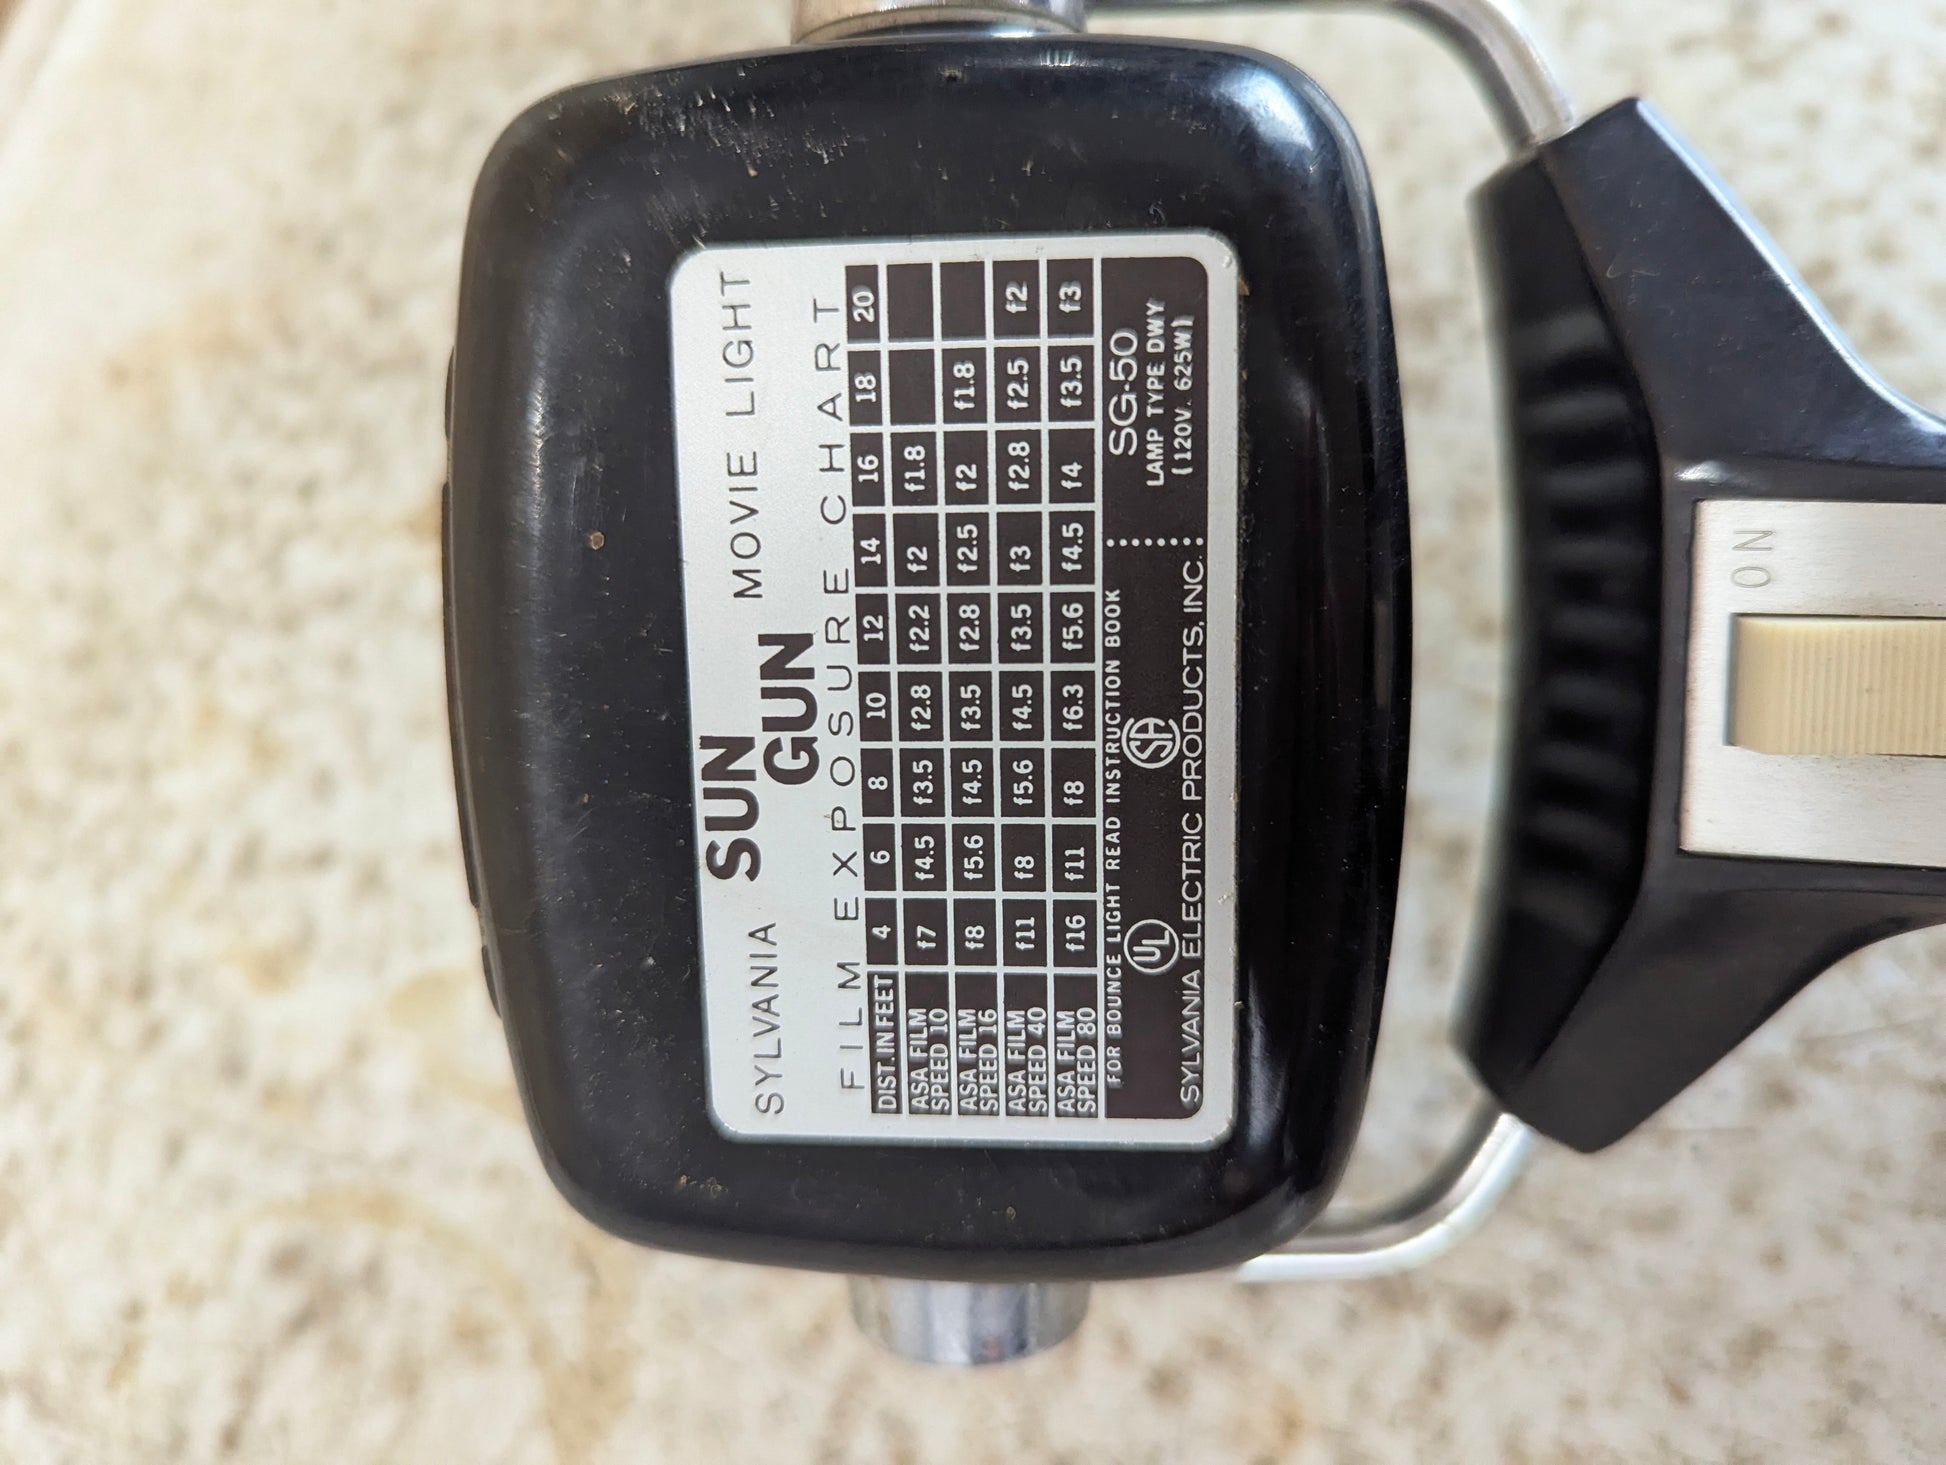 SYLVANIA SUN GUN MOVIE LIGHT
FILM EXPOSURE CHART
DIST. IN FEET 4 6 8 10 12 14 16 18 20
ASA FILM SPEED 10 f7 f4.5 f3.5 f2.8 f2.2 f2 f1.8
ASA FILM SPEED 16 f8 f5.6 f4.5 f3.5 f2.8 f2.5 f2 f1.8
ASA FILM SPEED 40 f11 f8 f5.6 f4.5 f3.5 f3 f2.8 f2.5 f2
ASA FILM SPEED 80 f16 f11 f8 f6.3 f5.6 f4.5 f4 f3.5 f3
FOR BOUNCE LIGHT READ INSTRUCTION BOOK
UL SA
SYLVANIA ELECTRIC PRODUCTS, INC.
SG-50
LAMP TYPE DWY
(120V. 625W)
ON